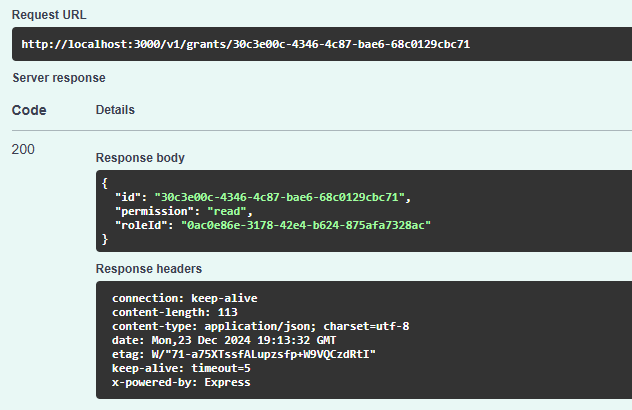 Request URL
http://localhost:3000/v1/grants/30c3e00c-4346-4c87-bae6-68c0129cbc71
Server response
Code Details
200
Response body
{
  "id": "30c3e00c-4346-4c87-bae6-68c0129cbc71",
  "permission": "read",
  "roleId": "0ac0e86e-3178-42e4-b624-875afa7328ac"
}
Response headers
connection: keep-alive
content-length: 113
content-type: application/json; charset=utf-8
date: Mon,23 Dec 2024 19:13:32 GMT
etag: W/"71-a75XTssfALupzsfp+W9VQCzdRtI"
keep-alive: timeout=5
x-powered-by: Express